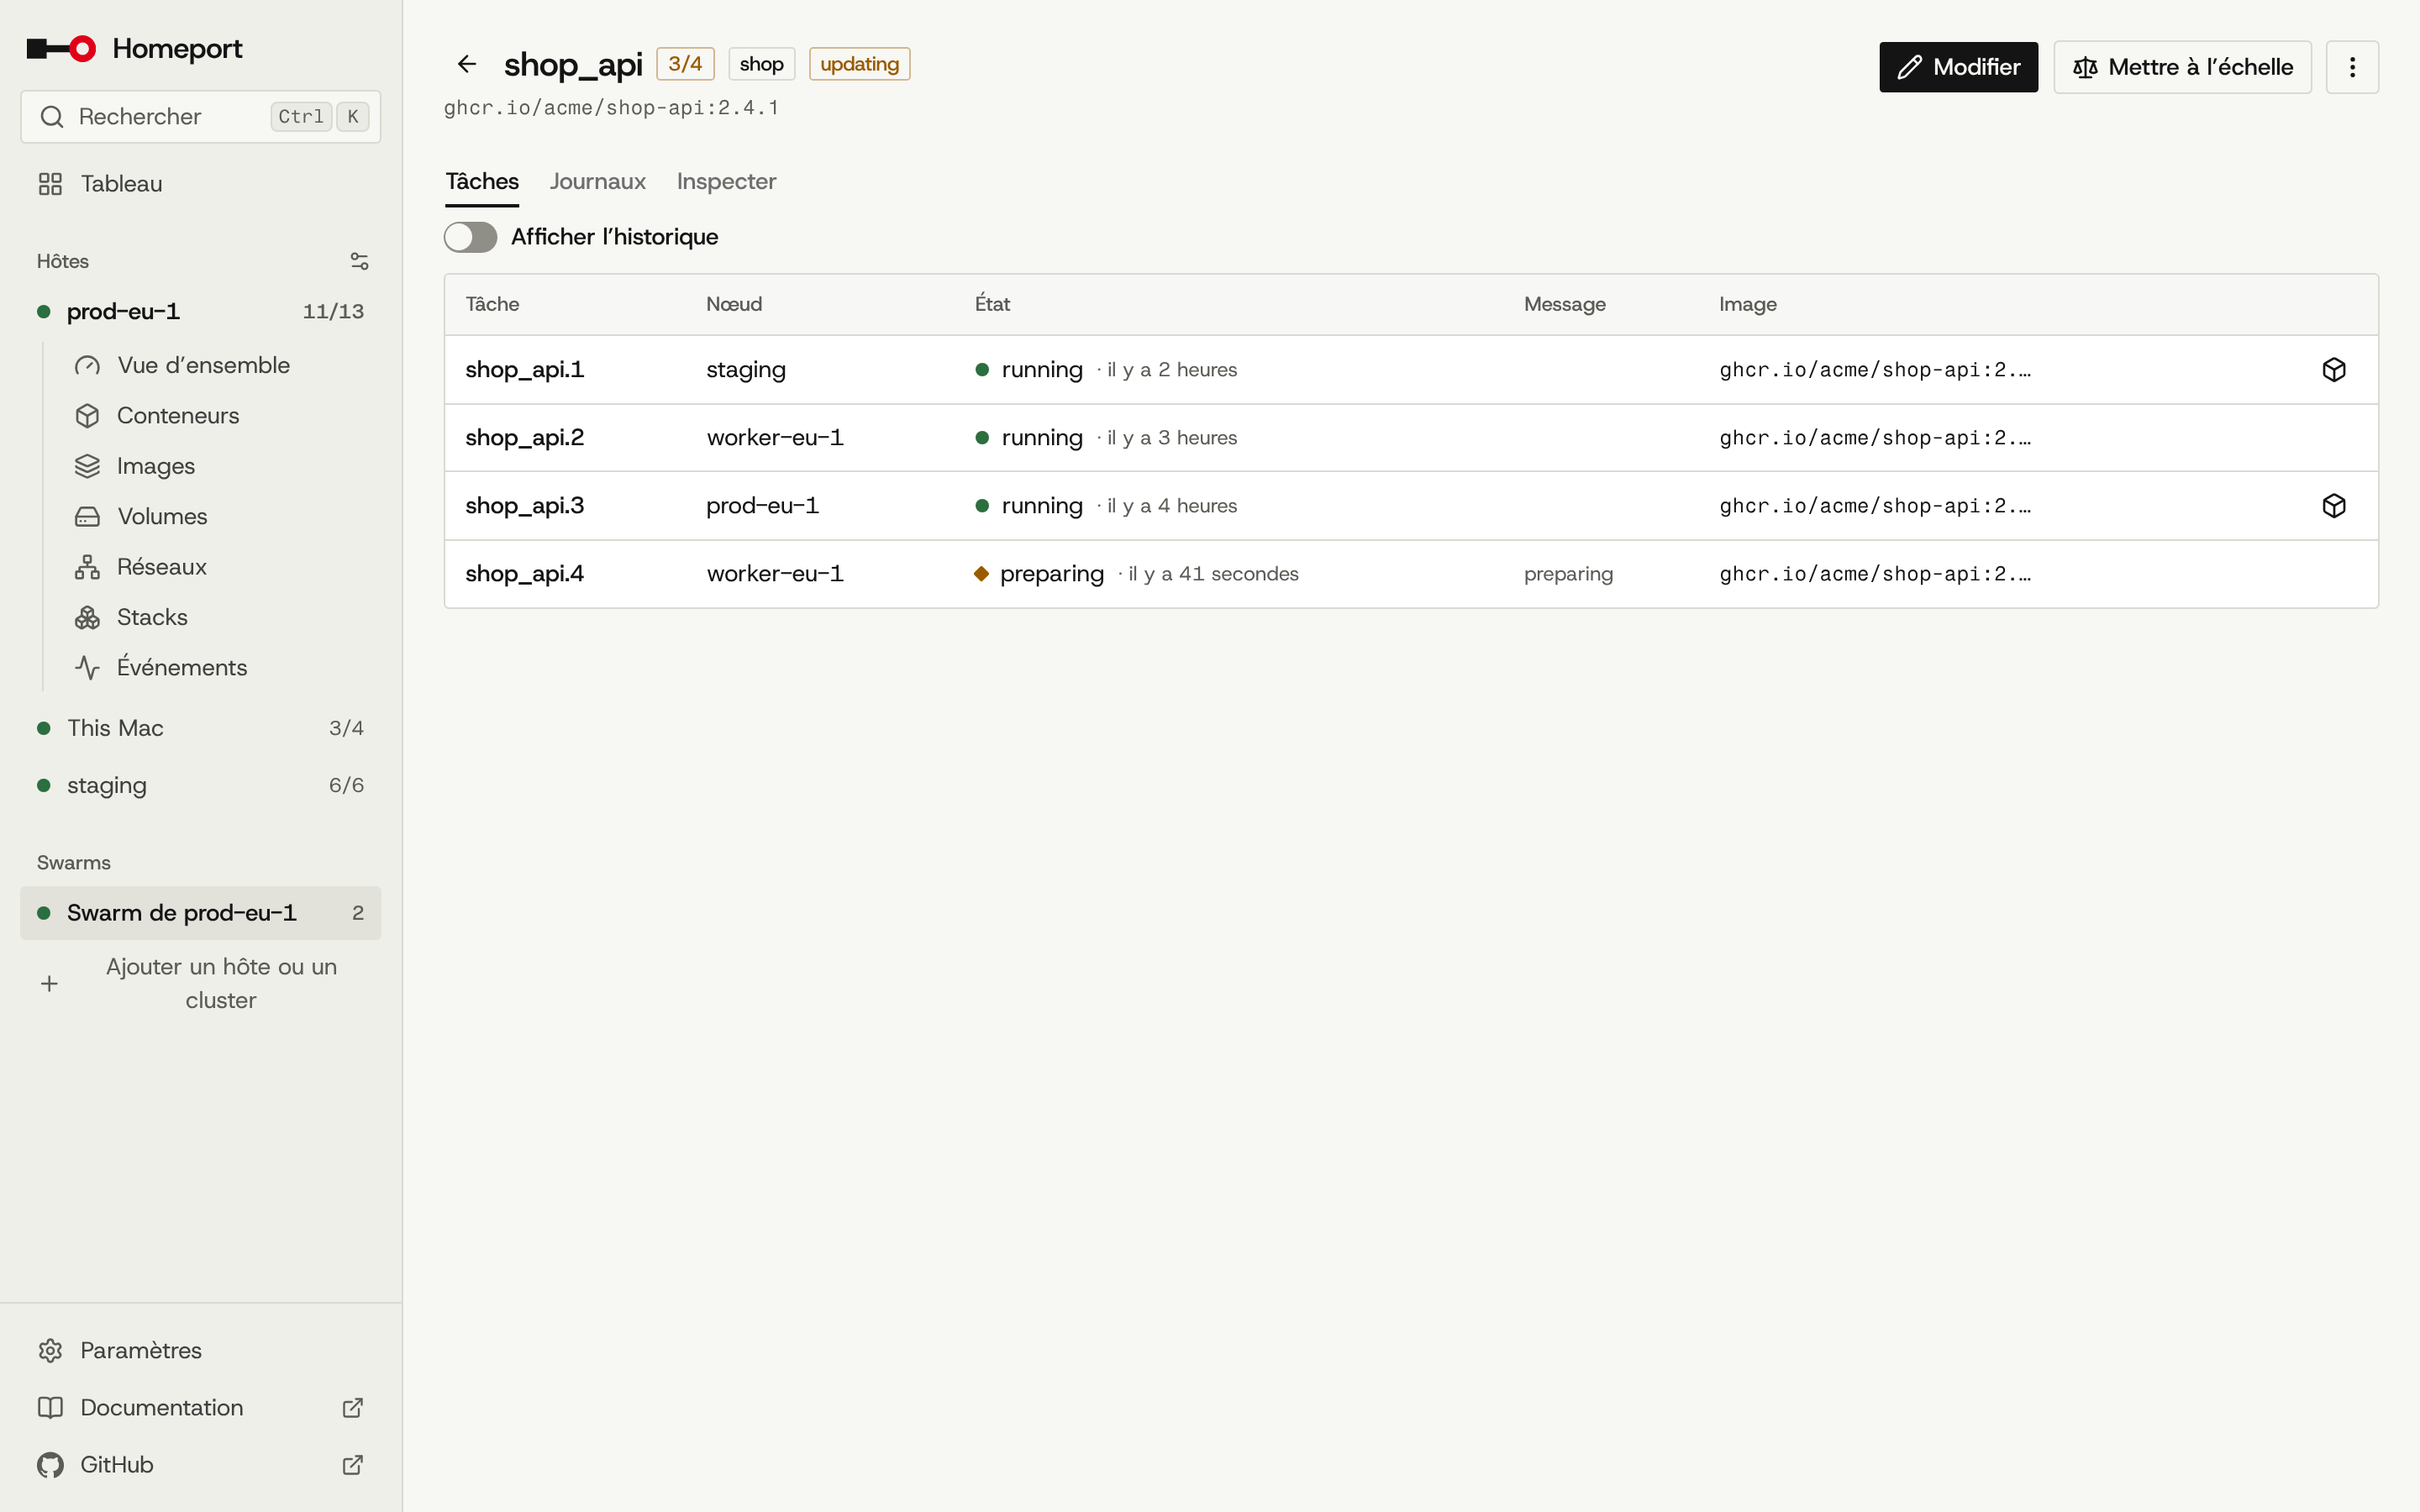 Homeport
Rechercher Ctrl K
Tableau
Hôtes
prod-eu-1 11/13
Vue d’ensemble
Conteneurs
Images
Volumes
Réseaux
Stacks
Événements
This Mac 3/4
staging 6/6
Swarms
Swarm de prod-eu-1 2
Ajouter un hôte ou un
cluster
Paramètres
Documentation
GitHub
shop_api 3/4 shop updating
ghcr.io/acme/shop-api:2.4.1
Modifier Mettre à l’échelle
Tâches Journaux Inspecter
Afficher l’historique
Tâche Nœud État Message Image
shop_api.1 staging running · il y a 2 heures ghcr.io/acme/shop-api:2.…
shop_api.2 worker-eu-1 running · il y a 3 heures ghcr.io/acme/shop-api:2.…
shop_api.3 prod-eu-1 running · il y a 4 heures ghcr.io/acme/shop-api:2.…
shop_api.4 worker-eu-1 preparing · il y a 41 secondes preparing ghcr.io/acme/shop-api:2.…